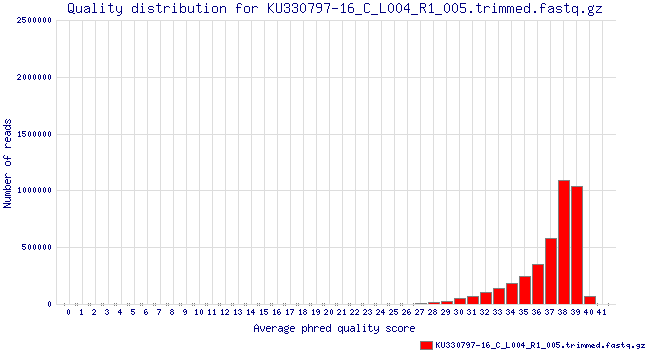 Quality distribution for KU330797-16_C_L004_R1_005.trimmed.fastq.gz
2500000
2000000
1500000
1000000
500000
0
Number of reads
0 1 2 3 4 5 6 7 8 9 10 11 12 13 14 15 16 17 18 19 20 21 22 23 24 25 26 27 28 29 30 31 32 33 34 35 36 37 38 39 40 41
Average phred quality score
KU330797-16_C_L004_R1_005.trimmed.fastq.gz